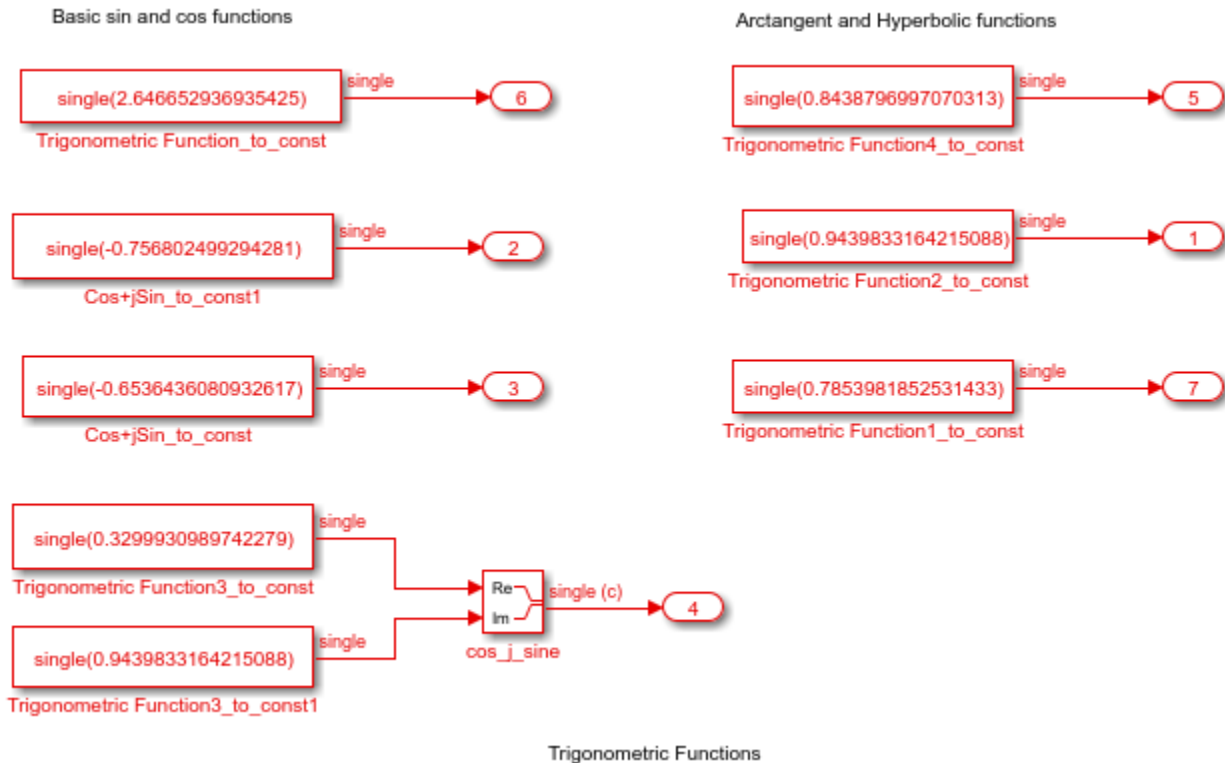 Basic sin and cos functions
Arctangent and Hyperbolic functions
single(2.646652936935425)
single
6
Trigonometric Function_to_const
single(0.8438796997070313)
single
5
Trigonometric Function4_to_const
single(-0.756802499294281)
single
2
Cos+jSin_to_const1
single(0.9439833164215088)
single
1
Trigonometric Function2_to_const
single(-0.6536436080932617)
single
3
Cos+jSin_to_const
single(0.7853981852531433)
single
7
Trigonometric Function1_to_const
single(0.3299930989742279)
single
Trigonometric Function3_to_const
single(0.9439833164215088)
single
Trigonometric Function3_to_const1
Re
Im
single (c)
4
cos_j_sine
Trigonometric Functions